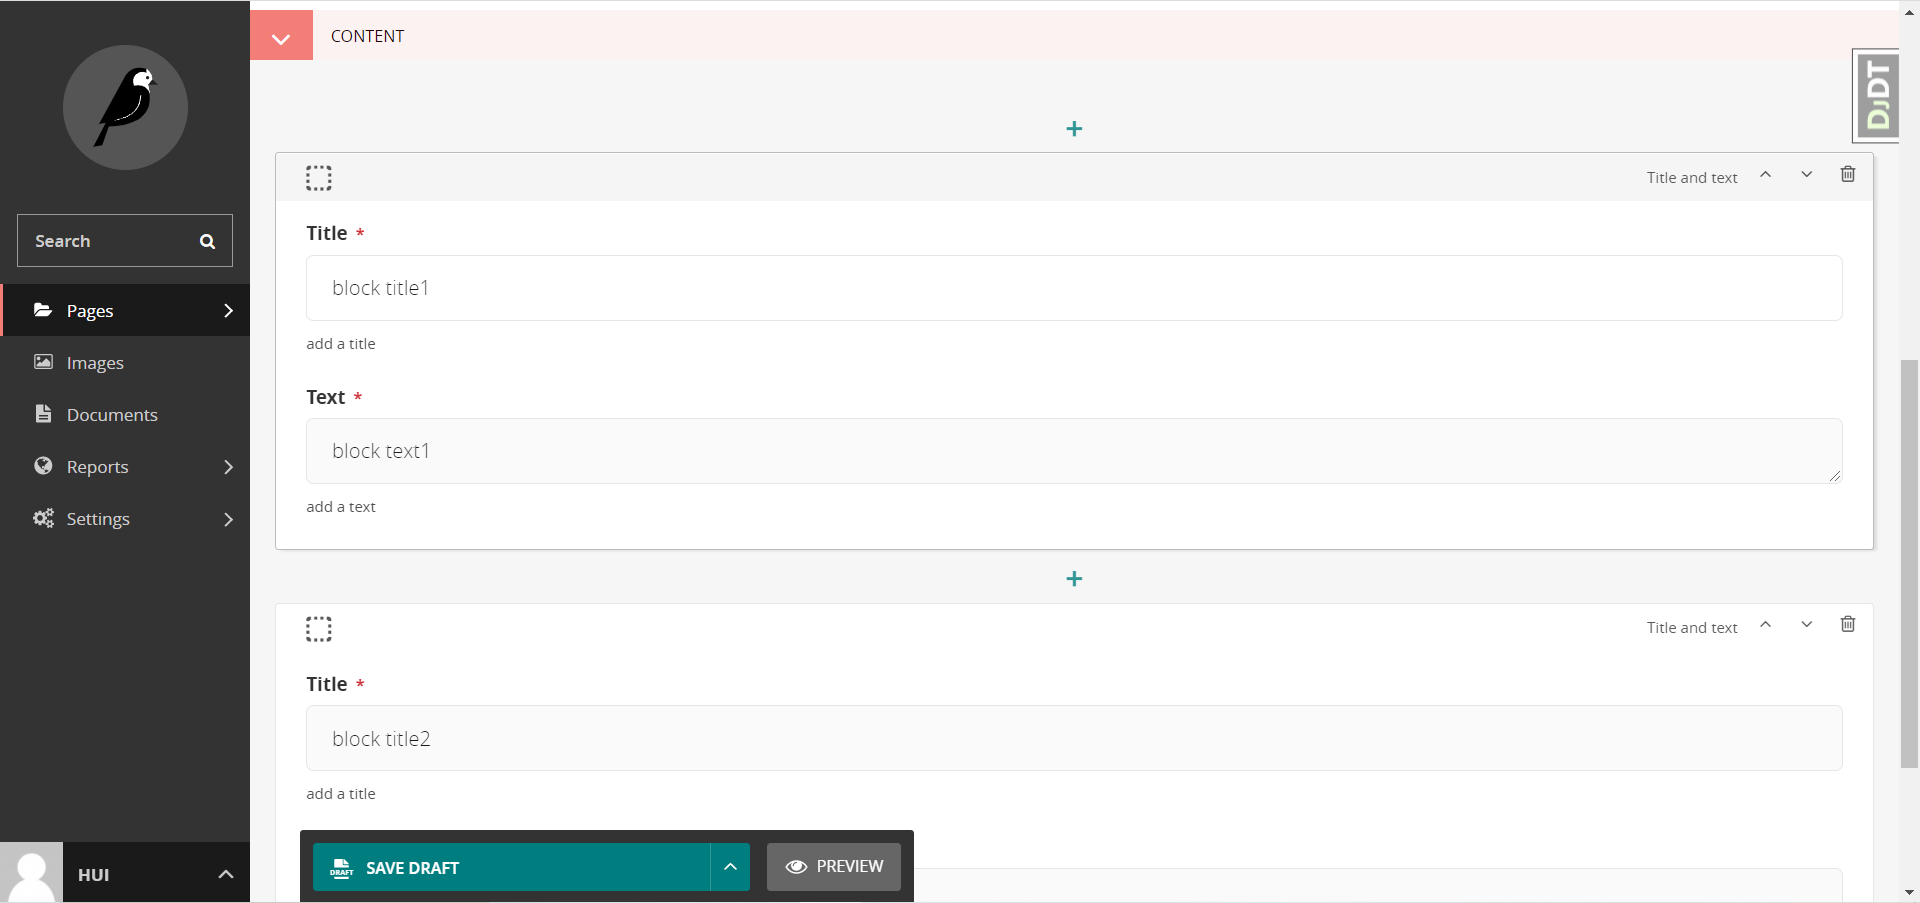 CONTENT
DJDT
Search
Pages
Images
Documents
Reports
Settings
HUI
Title and text
Title *
block title1
add a title
Text *
block text1
add a text
Title and text
Title *
block title2
add a title
DRAFT SAVE DRAFT
PREVIEW